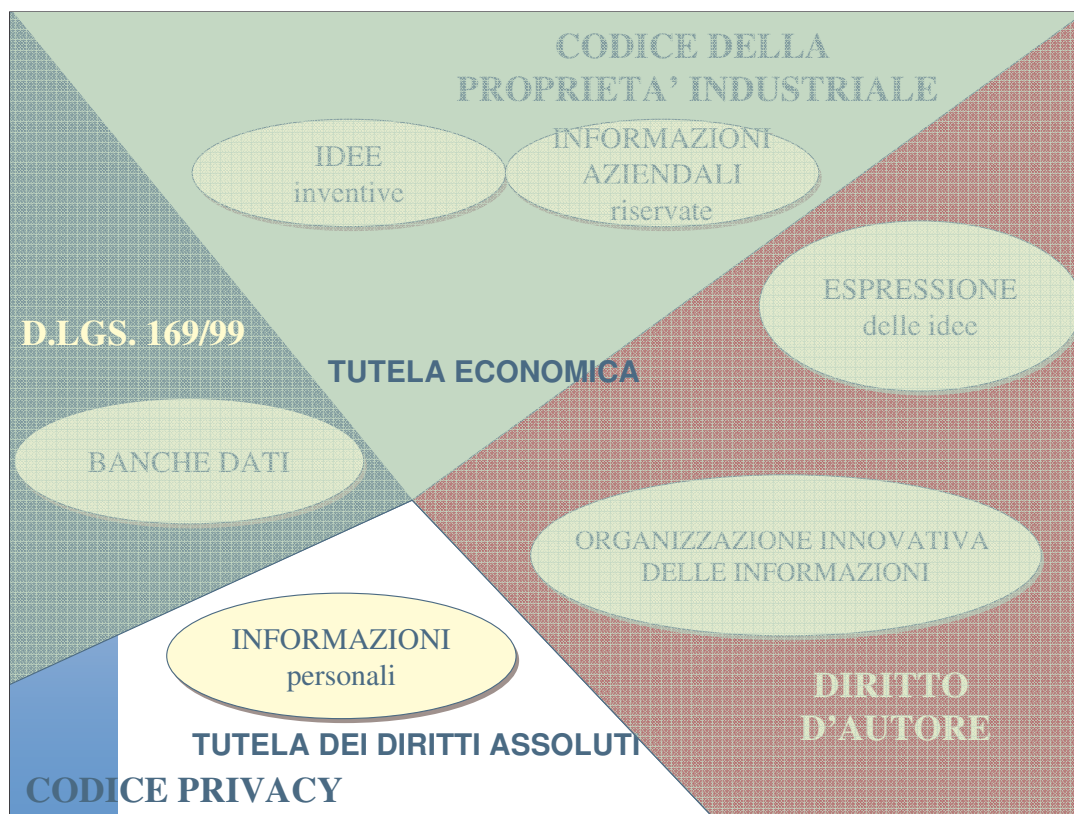 CODICE DELLA
PROPRIETA' INDUSTRIALE
IDEE
inventive
INFORMAZIONI
AZIENDALI
riservate
ESPRESSIONE
delle idee
D.LGS. 169/99
TUTELA ECONOMICA
BANCHE DATI
ORGANIZZAZIONE INNOVATIVA
DELLE INFORMAZIONI
INFORMAZIONI
personali
DIRITTO
D'AUTORE
TUTELA DEI DIRITTI ASSOLUTI
CODICE PRIVACY